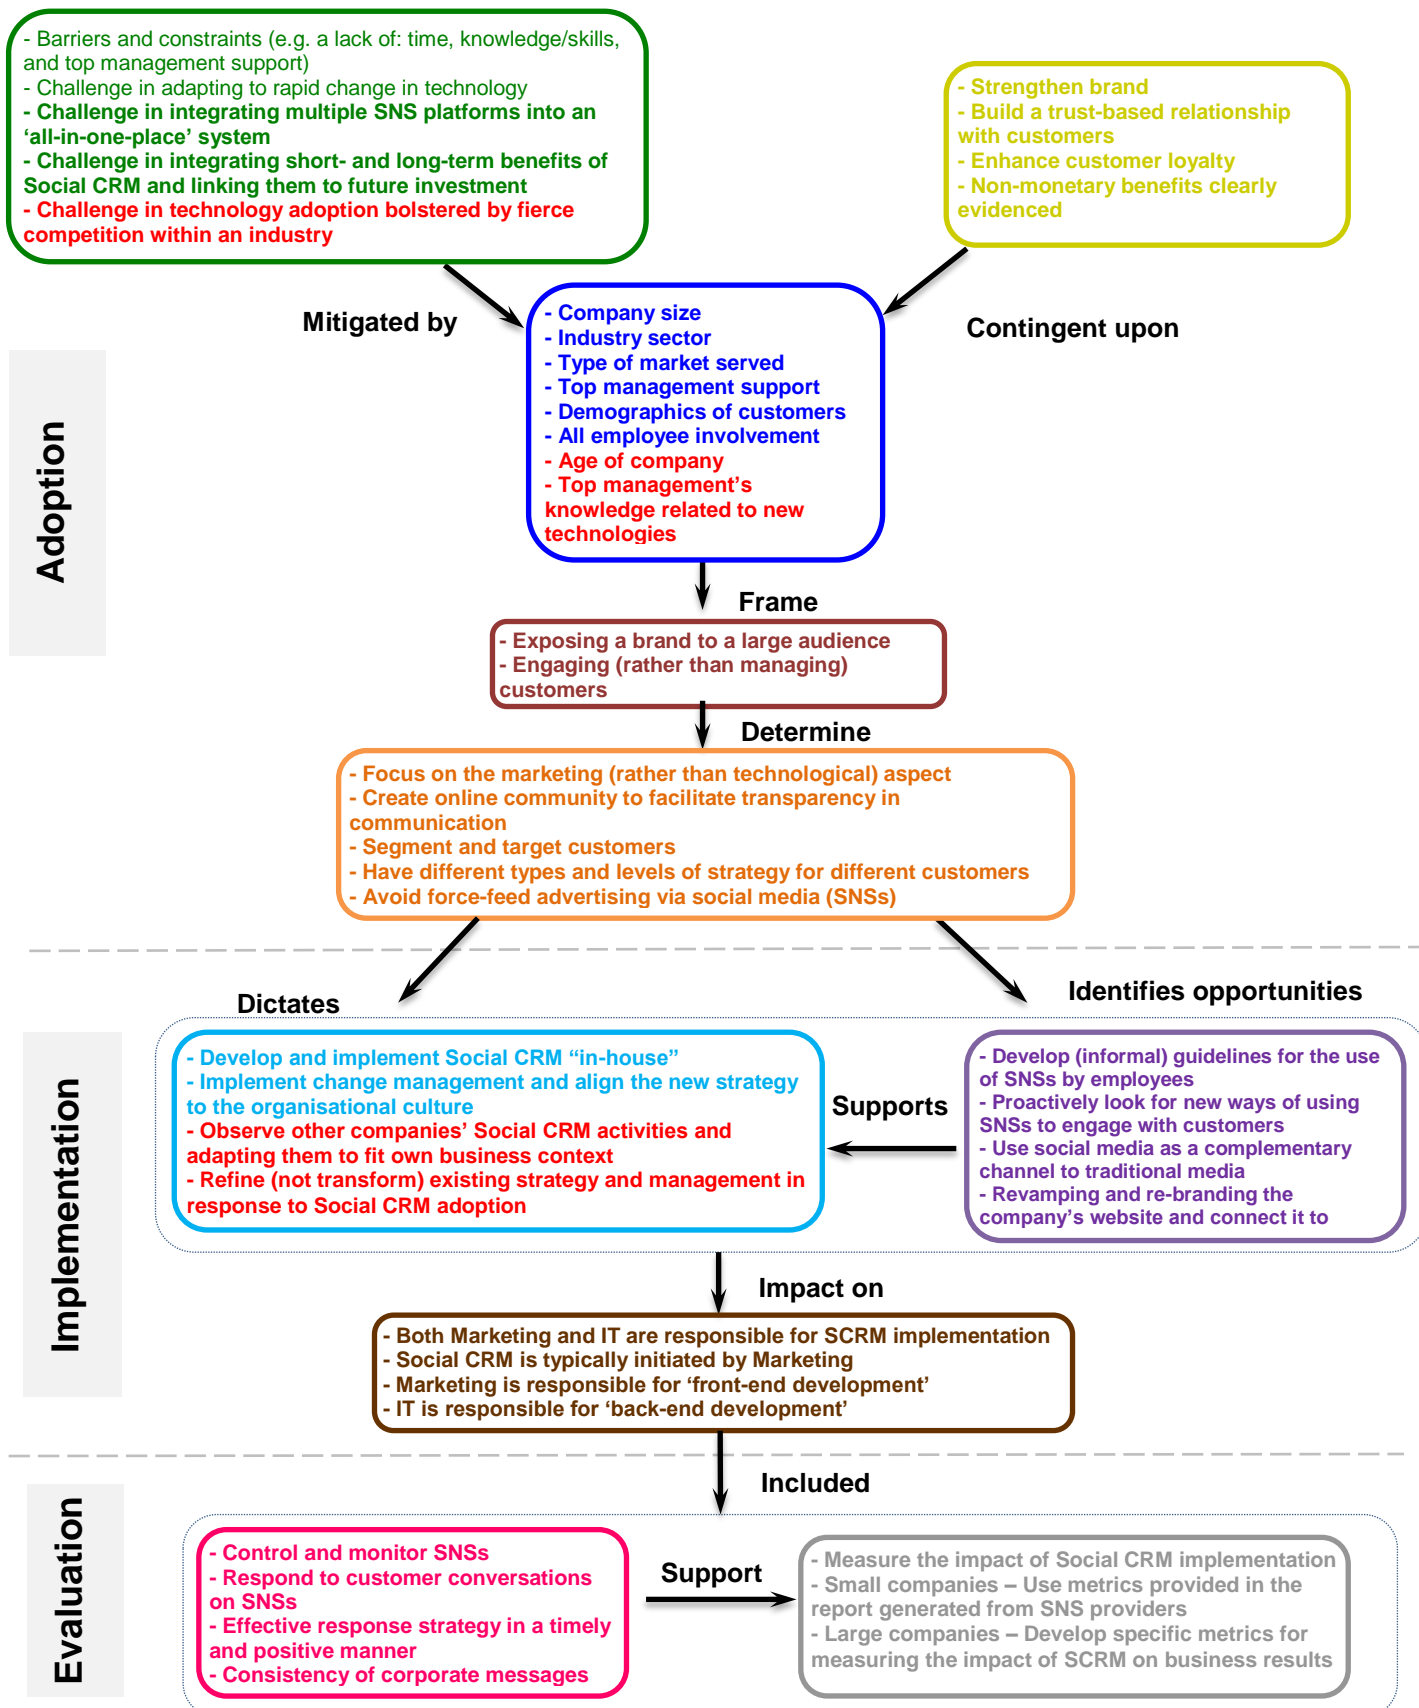 - Barriers and constraints (e.g. a lack of: time, knowledge/skills,
and top management support)
- Challenge in adapting to rapid change in technology
- Challenge in integrating multiple SNS platforms into an
‘all-in-one-place’ system
- Challenge in integrating short- and long-term benefits of
Social CRM and linking them to future investment
- Challenge in technology adoption bolstered by fierce
competition within an industry
- Strengthen brand
- Build a trust-based relationship
with customers
- Enhance customer loyalty
- Non-monetary benefits clearly
evidenced
Mitigated by
Contingent upon
- Company size
- Industry sector
- Type of market served
- Top management support
- Demographics of customers
- All employee involvement
- Age of company
- Top management’s
knowledge related to new
technologies
Adoption
Frame
- Exposing a brand to a large audience
- Engaging (rather than managing)
customers
Determine
- Focus on the marketing (rather than technological) aspect
- Create online community to facilitate transparency in
communication
- Segment and target customers
- Have different types and levels of strategy for different customers
- Avoid force-feed advertising via social media (SNSs)
Dictates
Identifies opportunities
Implementation
- Develop and implement Social CRM “in-house”
- Implement change management and align the new strategy
to the organisational culture
- Observe other companies’ Social CRM activities and
adapting them to fit own business context
- Refine (not transform) existing strategy and management in
response to Social CRM adoption
Supports
- Develop (informal) guidelines for the use
of SNSs by employees
- Proactively look for new ways of using
SNSs to engage with customers
- Use social media as a complementary
channel to traditional media
- Revamping and re-branding the
company’s website and connect it to
Impact on
- Both Marketing and IT are responsible for SCRM implementation
- Social CRM is typically initiated by Marketing
- Marketing is responsible for ‘front-end development’
- IT is responsible for ‘back-end development’
Included
Evaluation
- Control and monitor SNSs
- Respond to customer conversations
on SNSs
- Effective response strategy in a timely
and positive manner
- Consistency of corporate messages
Support
- Measure the impact of Social CRM implementation
- Small companies – Use metrics provided in the
report generated from SNS providers
- Large companies – Develop specific metrics for
measuring the impact of SCRM on business results